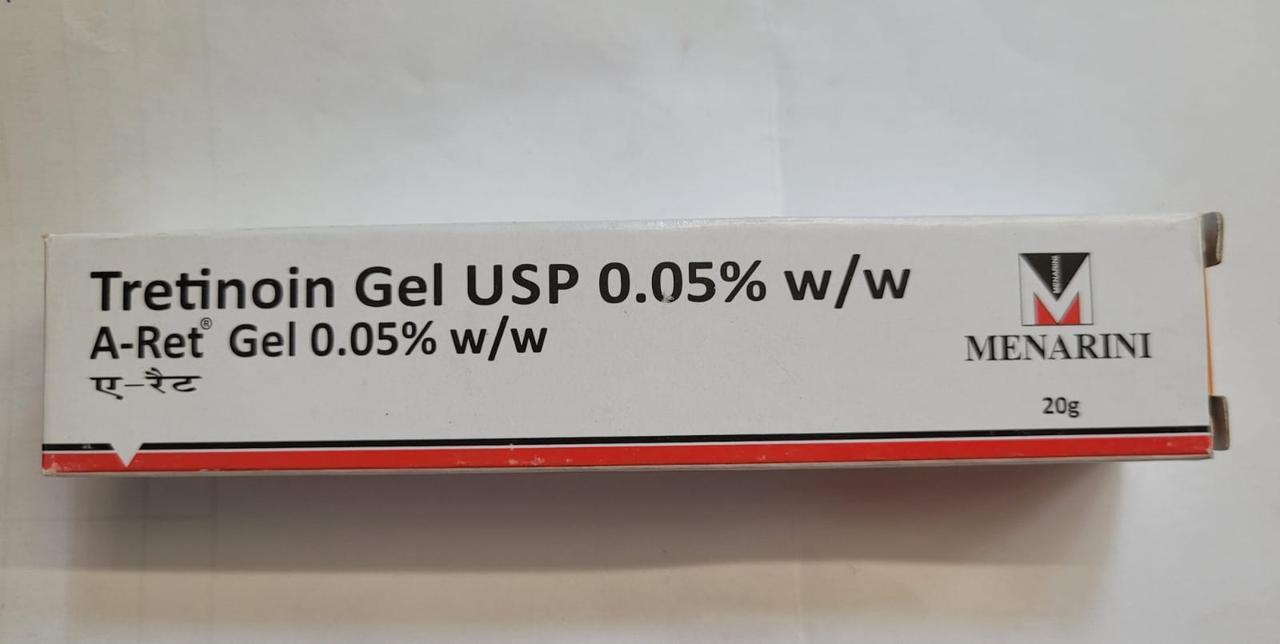 Tretinoin Gel USP 0.05% w/w
A-Ret® Gel 0.05% w/w
ए-रैट
MENARINI
MENARINI
20g